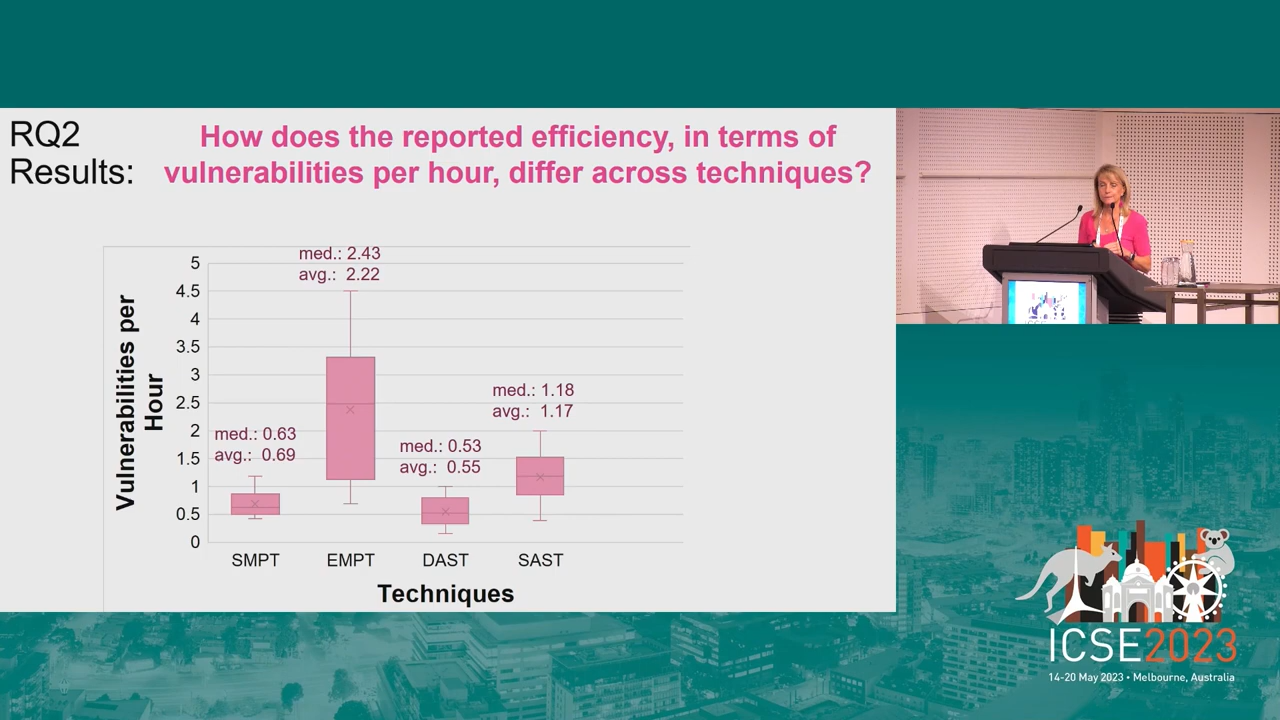 RQ2
Results:
How does the reported efficiency, in terms of
vulnerabilities per hour, differ across techniques?
Vulnerabilities per
Hour
5
4.5
4
3.5
3
2.5
2
1.5
1
0.5
0
med.: 0.63
avg.: 0.69
med.: 2.43
avg.: 2.22
med.: 0.53
avg.: 0.55
med.: 1.18
avg.: 1.17
SMPT
EMPT
DAST
SAST
Techniques
ICSE
ICSE2023
14-20 May 2023 • Melbourne, Australia